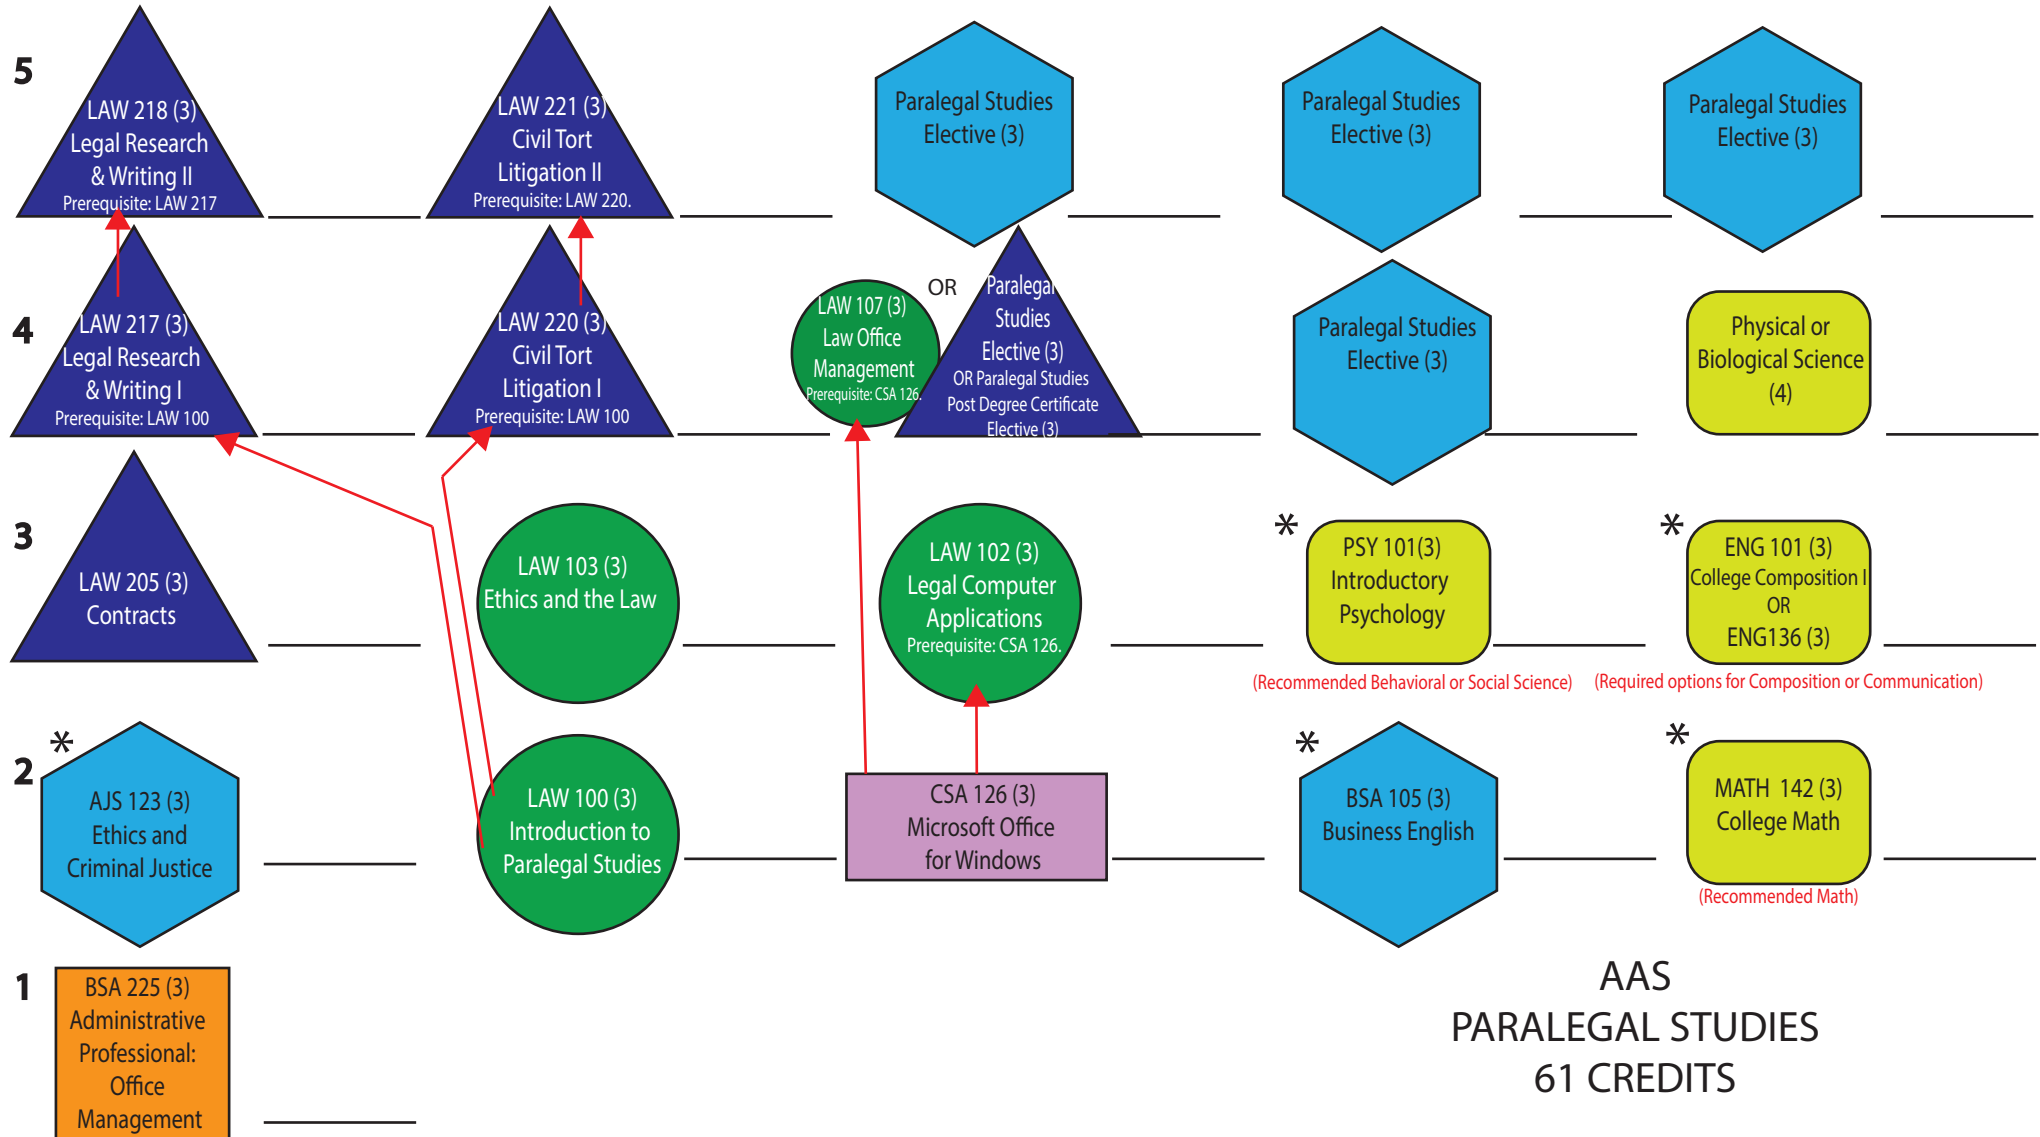 5
LAW 218 (3)
Legal Research
& Writing II
Prerequisite: LAW 217
LAW 221 (3)
Civil Tort
Litigation II
Prerequisite: LAW 220.
Paralegal Studies
Elective (3)
Paralegal Studies
Elective (3)
Paralegal Studies
Elective (3)
4
LAW 217 (3)
Legal Research
& Writing I
Prerequisite: LAW 100
LAW 220 (3)
Civil Tort
Litigation I
Prerequisite: LAW 100
LAW 107 (3)
Law Office
Management
Prerequisite: CSA 126.
OR
Paralegal
Studies
Elective (3)
OR Paralegal Studies
Post Degree Certificate
Elective (3)
Paralegal Studies
Elective (3)
Physical or
Biological Science
(4)
3
LAW 205 (3)
Contracts
LAW 103 (3)
Ethics and the Law
LAW 102 (3)
Legal Computer
Applications
Prerequisite: CSA 126.
*
PSY 101(3)
Introductory
Psychology
(Recommended Behavioral or Social Science)
*
ENG 101 (3)
College Composition I
OR
ENG136 (3)
(Required options for Composition or Communication)
2
*
AJS 123 (3)
Ethics and
Criminal Justice
LAW 100 (3)
Introduction to
Paralegal Studies
CSA 126 (3)
Microsoft Office
for Windows
*
BSA 105 (3)
Business English
*
MATH 142 (3)
College Math
(Recommended Math)
1
BSA 225 (3)
Administrative
Professional:
Office
Management
AAS
PARALEGAL STUDIES
61 CREDITS